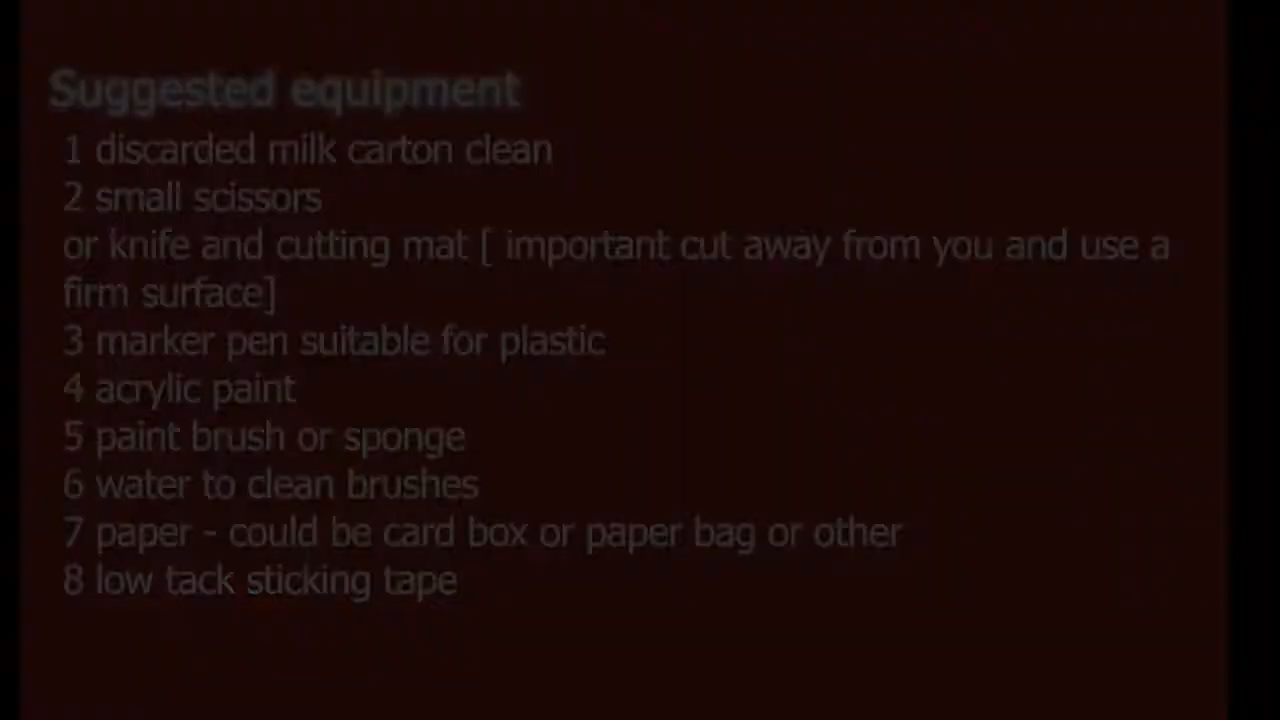 Suggested equipment
1 discarded milk carton clean
2 small scissors
or knife and cutting mat [ important cut away from you and use a
firm surface]
3 marker pen suitable for plastic
4 acrylic paint
5 paint brush or sponge
6 water to clean brushes
7 paper - could be card box or paper bag or other
8 low tack sticking tape